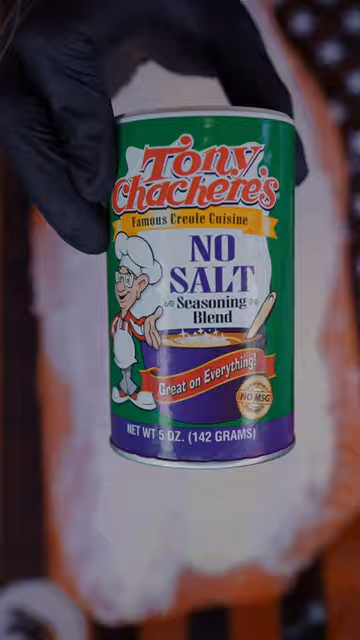 Tony
Chachere's
Famous Creole Cuisine
NO
SALT
Seasoning
Blend
Great on Everything!
NO MSG
NET WT 5 OZ. (142 GRAMS)